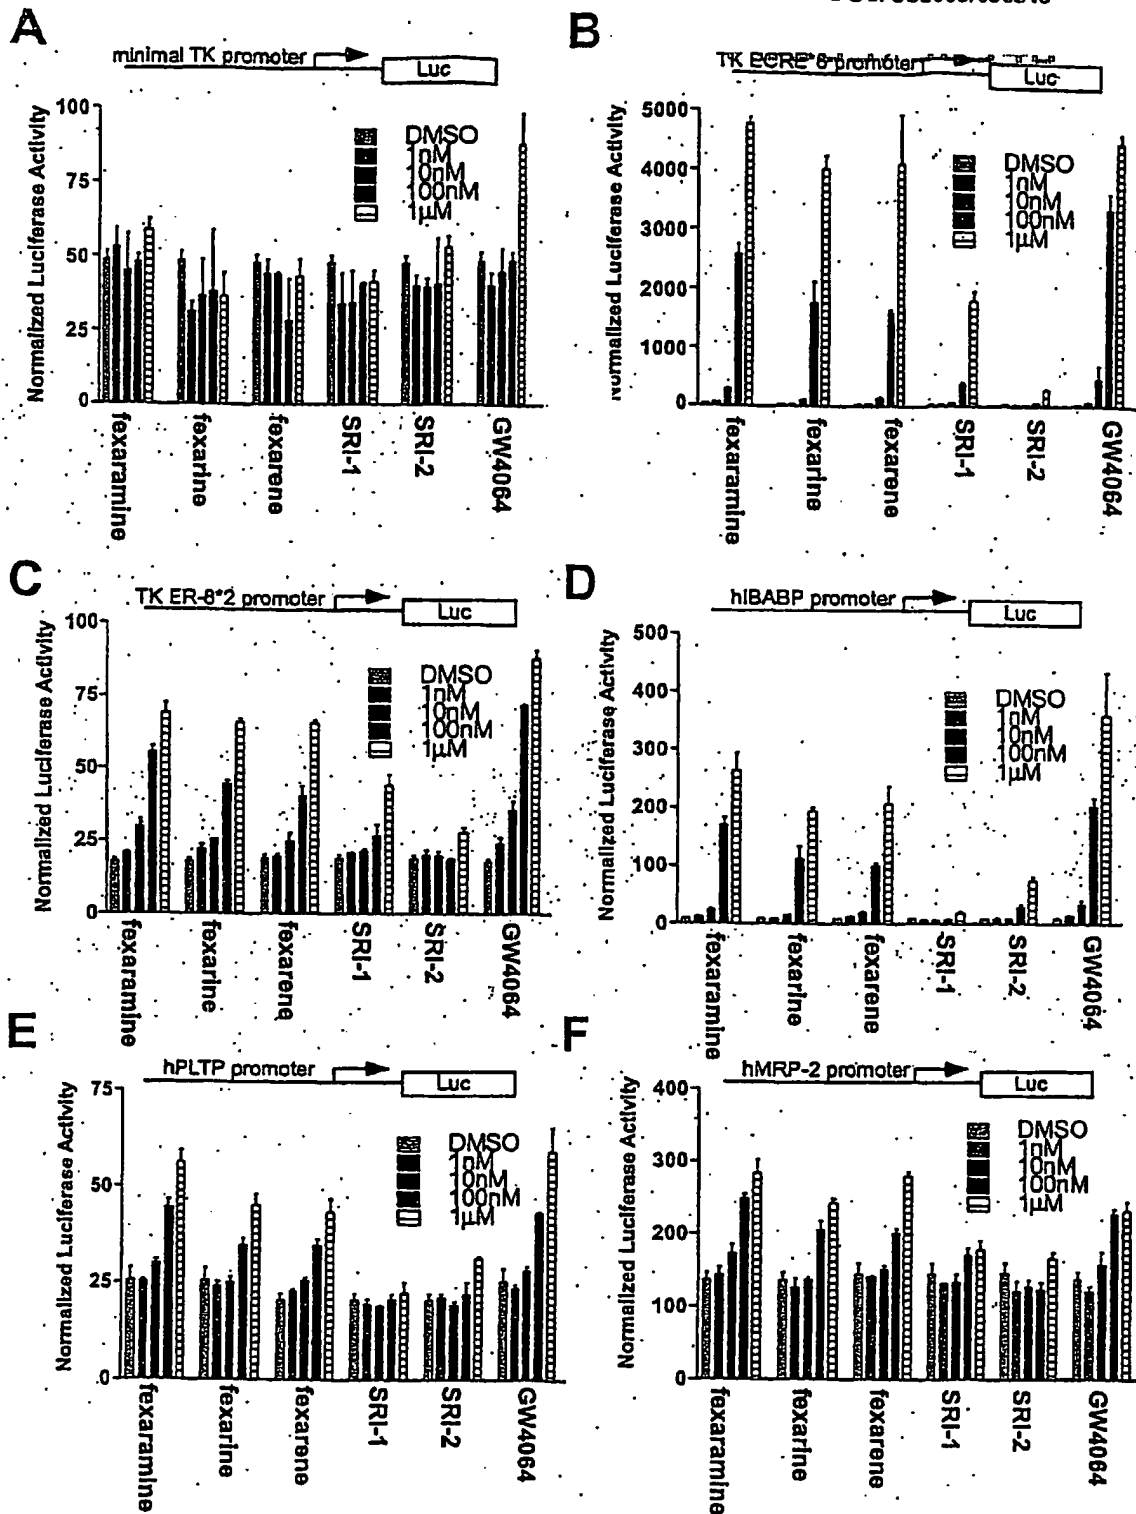 A
minimal TK promoter
Luc
Normalized Luciferase Activity
100
75
50
25
0
DMSO
1nM
10nM
100nM
1µM
fexaramine
fexarine
fexarene
SRI-1
SRI-2
GW4064
B
TK ECRE*6 promoter
Luc
Normalized Luciferase Activity
5000
4000
3000
2000
1000
0
DMSO
1nM
10nM
100nM
1µM
fexaramine
fexarine
fexarene
SRI-1
SRI-2
GW4064
C
TK ER-8*2 promoter
Luc
Normalized Luciferase Activity
100
75
50
25
0
DMSO
1nM
10nM
100nM
1µM
fexaramine
fexarine
fexarene
SRI-1
SRI-2
GW4064
D
hIBABP promoter
Luc
Normalized Luciferase Activity
500
400
300
200
100
0
DMSO
1nM
10nM
100nM
1µM
fexaramine
fexarine
fexarene
SRI-1
SRI-2
GW4064
E
hPLTP promoter
Luc
Normalized Luciferase Activity
75
50
25
0
DMSO
1nM
10nM
100nM
1µM
fexaramine
fexarine
fexarene
SRI-1
SRI-2
GW4064
F
hMRP-2 promoter
Luc
Normalized Luciferase Activity
400
300
200
100
0
DMSO
1nM
10nM
100nM
1µM
fexaramine
fexarine
fexarene
SRI-1
SRI-2
GW4064